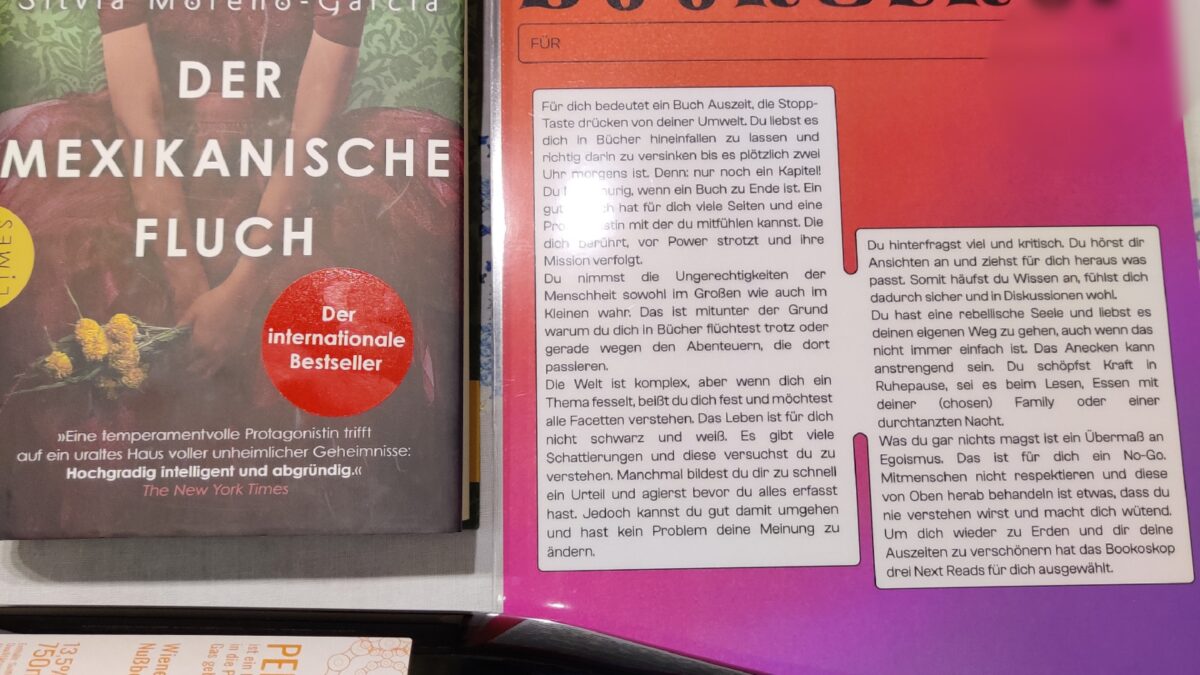 Silvia Moreno-Garcia
DER
MEXIKANISCHE
FLUCH
LIMES
Der
internationale
Bestseller
»Eine temperamentvolle Protagonistin trifft
auf ein uraltes Haus voller unheimlicher Geheimnisse:
Hochgradig intelligent und abgründig.«
The New York Times
FÜR
Für dich bedeutet ein Buch Auszeit, die Stopp-
Taste drücken von deiner Umwelt. Du liebst es
dich in Bücher hineinfallen zu lassen und
richtig darin zu versinken bis es plötzlich zwei
Uhr morgens ist. Denn: nur noch ein Kapitel!
Du wenn ein Buch zu Ende ist. Ein
hat für dich viele Seiten und eine
mit der du mitfühlen kannst. Die
dich berührt, vor Power strotzt und ihre
Mission verfolgt.
Du nimmst die Ungerechtigkeiten der
Menschheit sowohl im Großen wie auch im
Kleinen wahr. Das ist mitunter der Grund
warum du dich in Bücher flüchtest trotz oder
gerade wegen den Abenteuern, die dort
passieren.
Die Welt ist komplex, aber wenn dich ein
Thema fesselt, beißt du dich fest und möchtest
alle Facetten verstehen. Das Leben ist für dich
nicht schwarz und weiß. Es gibt viele
Schattierungen und diese versuchst du zu
verstehen. Manchmal bildest du dir zu schnell
ein Urteil und agierst bevor du alles erfasst
hast. Jedoch kannst du gut damit umgehen
und hast kein Problem deine Meinung zu
ändern.
Du hinterfragst viel und kritisch. Du hörst dir
Ansichten an und ziehst für dich heraus was
passt. Somit häufst du Wissen an, fühlst dich
dadurch sicher und in Diskussionen wohl.
Du hast eine rebellische Seele und liebst es
deinen eigenen Weg zu gehen, auch wenn das
nicht immer einfach ist. Das Anecken kann
anstrengend sein. Du schöpfst Kraft in
Ruhepause, sei es beim Lesen, Essen mit
deiner (chosen) Family oder einer
durchtanzten Nacht.
Was du gar nichts magst ist ein Übermaß an
Egoismus. Das ist für dich ein No-Go.
Mitmenschen nicht respektieren und diese
von Oben herab behandeln ist etwas, dass du
nie verstehen wirst und macht dich wütend.
Um dich wieder zu Erden und dir deine
Auszeiten zu verschönern hat das Bookoskop
drei Next Reads für dich ausgewählt.
13,5%
750m
Wiene
Nußb
PE
ist ein
in die P